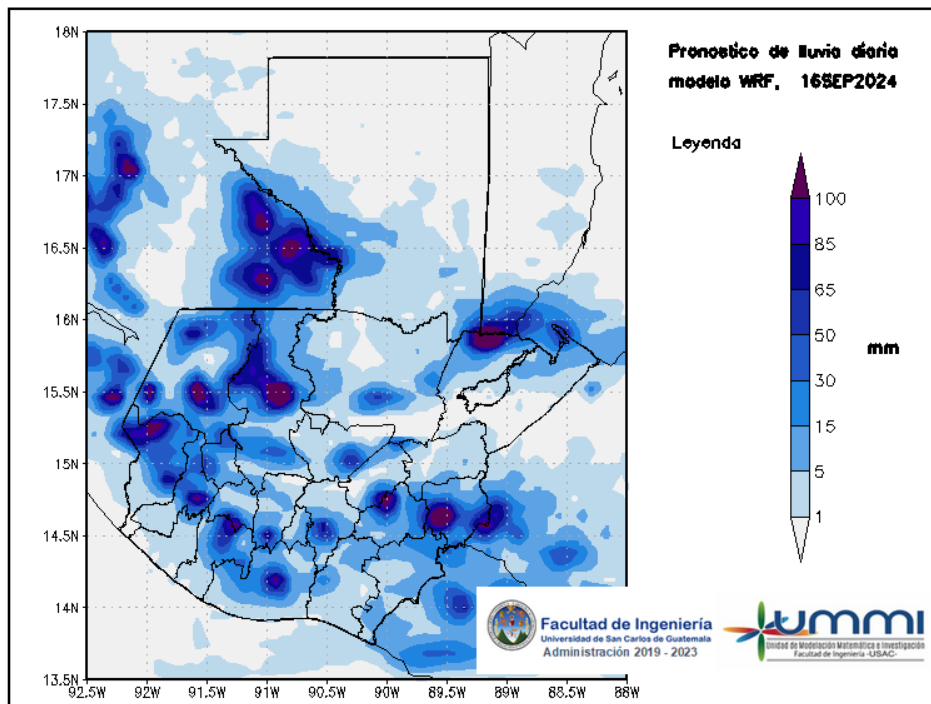 18N
17.5N
17N
16.5N
16N
15.5N
15N
14.5N
14N
13.5N
92.5W
92W
91.5W
91W
90.5W
90W
89.5W
89W
88.5W
88W
Pronostico de lluvia diaria
modelo WRF, 16SEP2024
Leyenda
100
85
65
50
30
15
5
1
mm
Facultad de Ingeniería
Universidad de San Carlos de Guatemala
Administración 2019 - 2023
UMMI
Unidad de Modelación Matemática e Investigación
Facultad de Ingeniería -USAC-